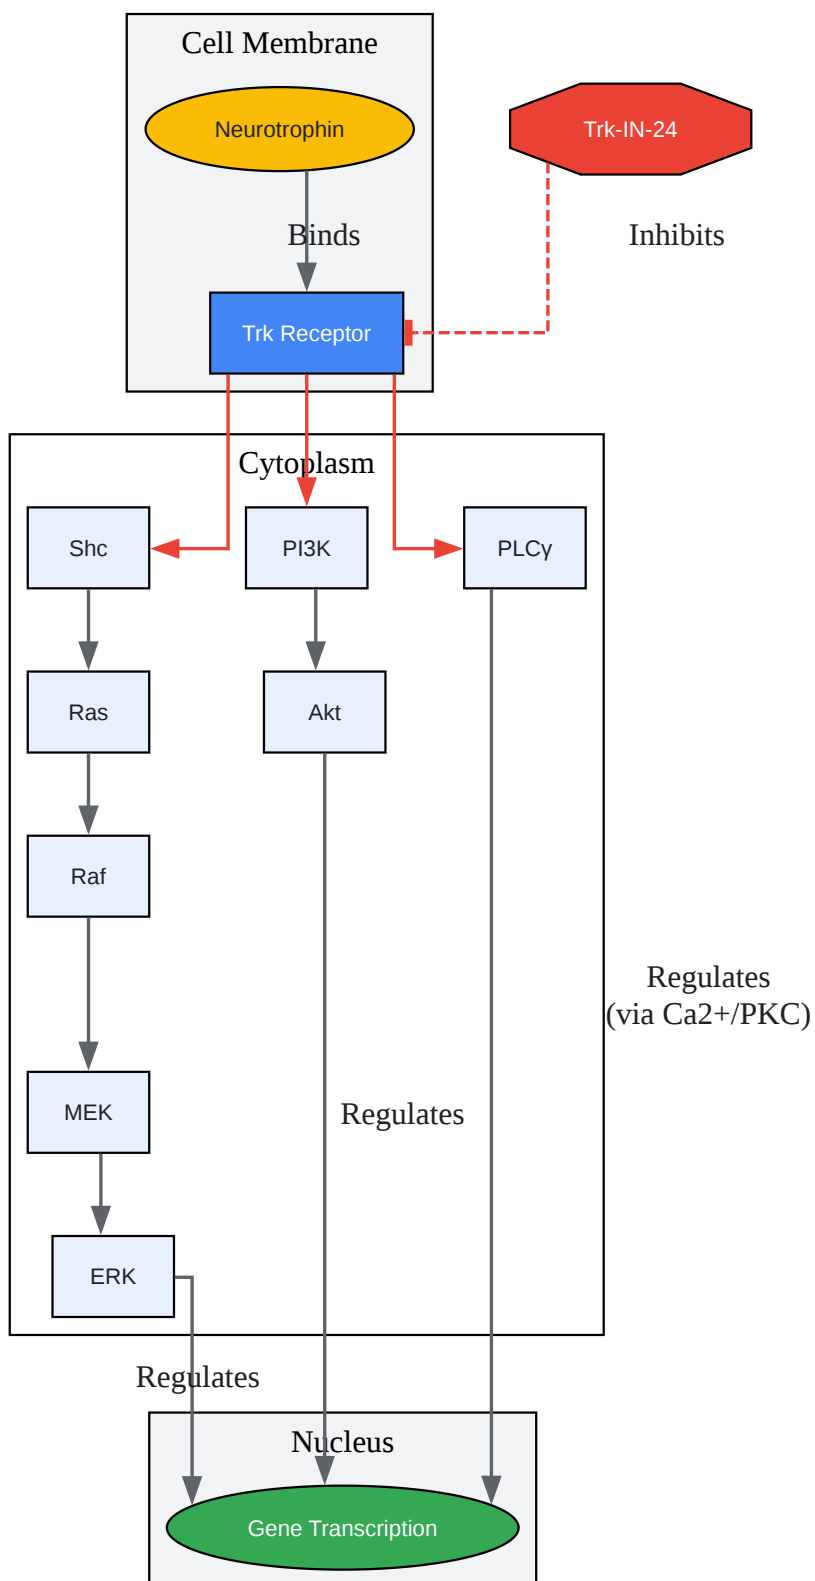 Cell Membrane
Neurotrophin
Trk-IN-24
Binds
Inhibits
Trk Receptor
Cytoplasm
Shc
PI3K
PLCγ
Ras
Akt
Raf
Regulates
(via Ca2+/PKC)
MEK
Regulates
ERK
Regulates
Nucleus
Gene Transcription